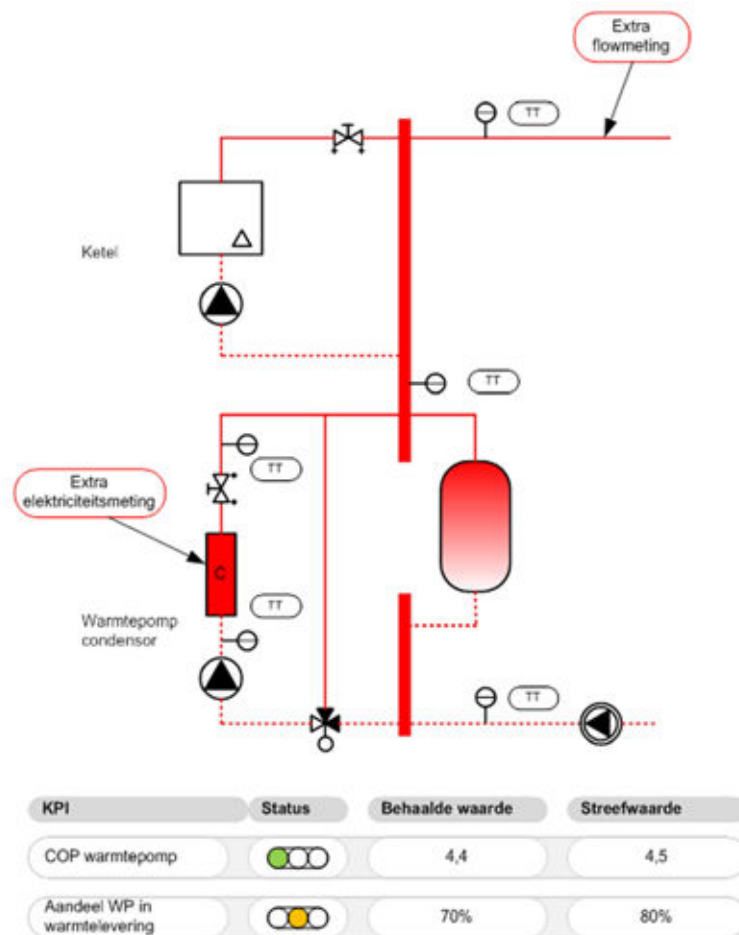 Extra
flowmeting
TT
Ketel
TT
TT
Extra
elektriciteitsmeting
C
TT
Warmtepomp
condensor
TT
KPI Status Behaalde waarde Streefwaarde
COP warmtepomp 4,4 4,5
Aandeel WP in
warmtelevering 70% 80%